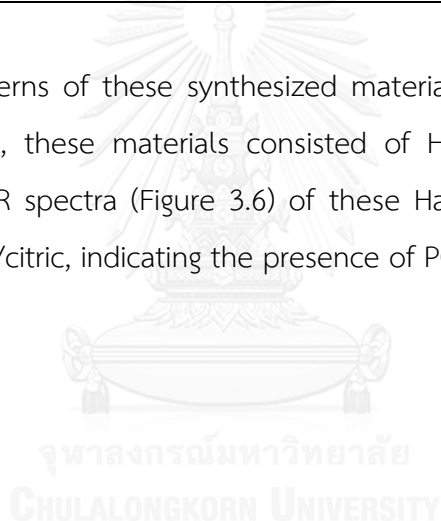 erns of these synthesized materia
, these materials consisted of H
R spectra (Figure 3.6) of these Ha
/citric, indicating the presence of P
จุฬาลงกรณ์มหาวิทยาลัย
CHULALONGKORN UNIVERSITY